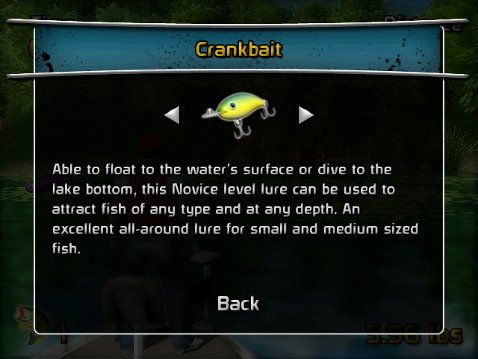 Distance
Crankbait
Able to float to the water's surface or dive to the
lake bottom, this Novice level lure can be used to
attract fish of any type and at any depth. An
excellent all-around lure for small and medium sized
fish.
Back
1
5.96 lbs